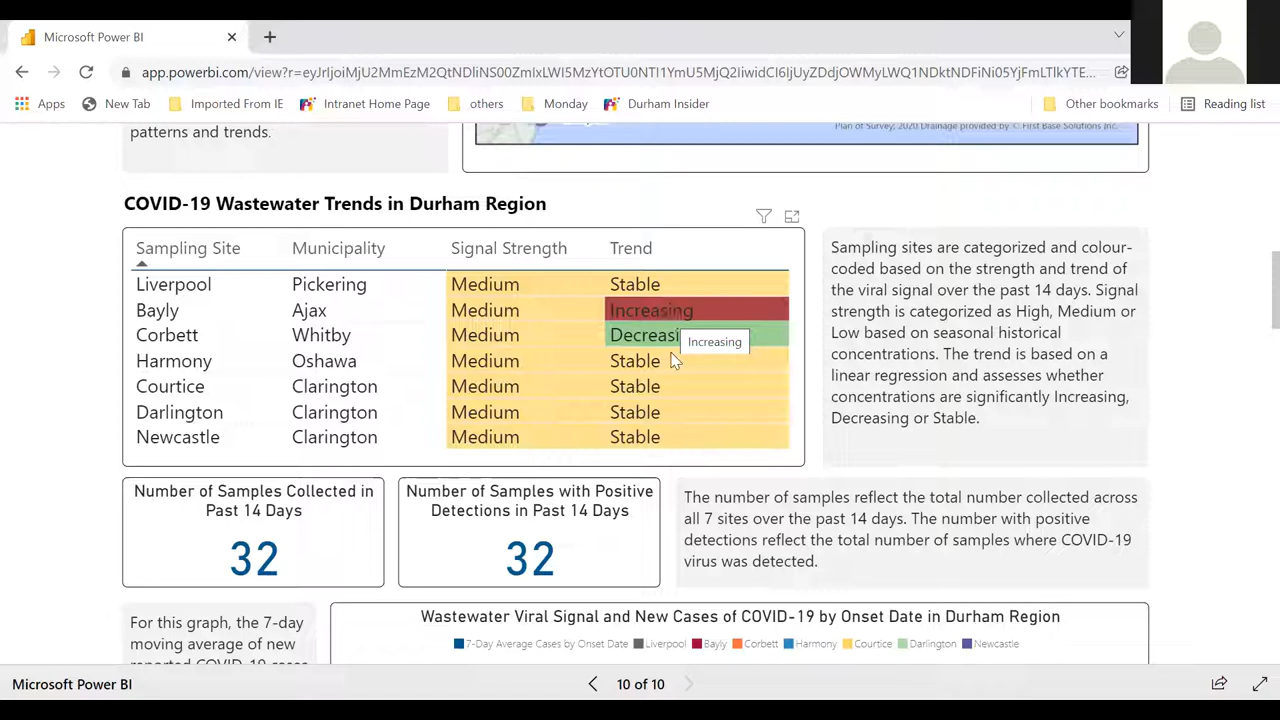 Microsoft Power BI
app.powerbi.com/view?r=eyJrIjoiMjU2MmEzM2QtNDliNS00ZmIxLWI5MzYtOTU0NTI1YmU5MjQ2IiwidCI6IjUyZDdjOWMyLWQ1NDktNDFiNi05YjFmLTlkYTE...
Apps
New Tab
Imported From IE
Intranet Home Page
others
Monday
Durham Insider
Other bookmarks
Reading list
patterns and trends.
Plan of Survey, 2020 Drainage provided by © First Base Solutions Inc.
COVID-19 Wastewater Trends in Durham Region
Sampling Site Municipality Signal Strength Trend
Liverpool Pickering Medium Stable
Bayly Ajax Medium Increasing
Corbett Whitby Medium Decreasi
Increasing
Harmony Oshawa Medium Stable
Courtice Clarington Medium Stable
Darlington Clarington Medium Stable
Newcastle Clarington Medium Stable
Sampling sites are categorized and colour-
coded based on the strength and trend of
the viral signal over the past 14 days. Signal
strength is categorized as High, Medium or
Low based on seasonal historical
concentrations. The trend is based on a
linear regression and assesses whether
concentrations are significantly Increasing,
Decreasing or Stable.
Number of Samples Collected in
Past 14 Days
32
Number of Samples with Positive
Detections in Past 14 Days
32
The number of samples reflect the total number collected across
all 7 sites over the past 14 days. The number with positive
detections reflect the total number of samples where COVID-19
virus was detected.
For this graph, the 7-day
moving average of new
reported COVID-19 cases
Wastewater Viral Signal and New Cases of COVID-19 by Onset Date in Durham Region
7-Day Average Cases by Onset Date Liverpool Bayly Corbett Harmony Courtice Darlington Newcastle
Microsoft Power BI
10 of 10